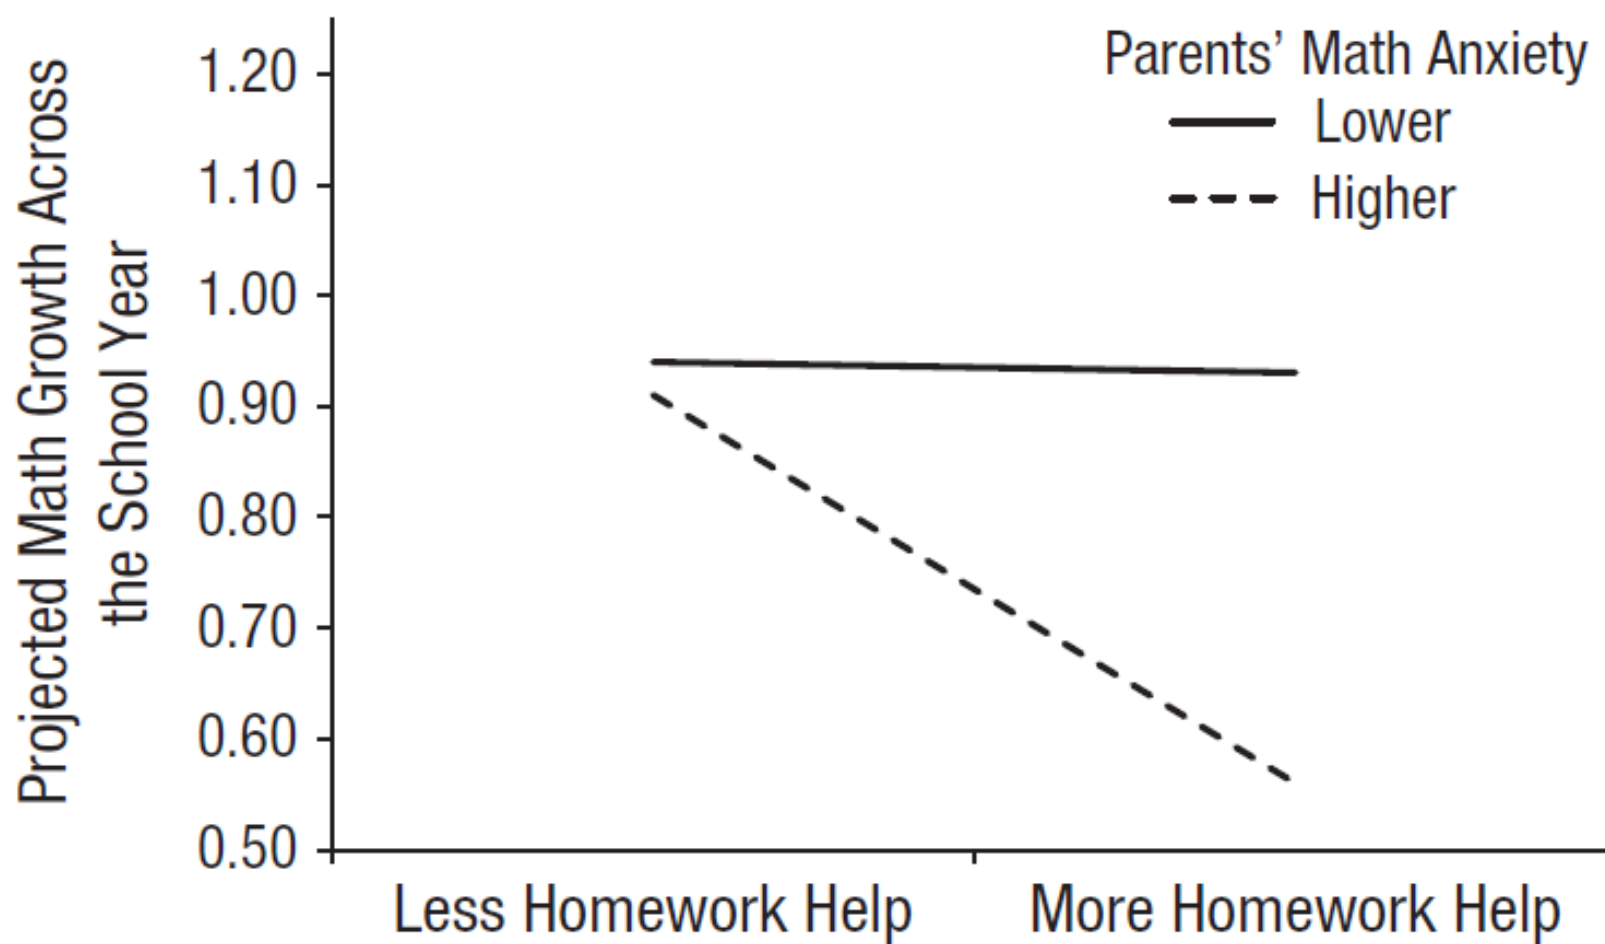 Projected Math Growth Across
the School Year
1.20
1.10
1.00
0.90
0.80
0.70
0.60
0.50
Parents’ Math Anxiety
Lower
Higher
Less Homework Help
More Homework Help